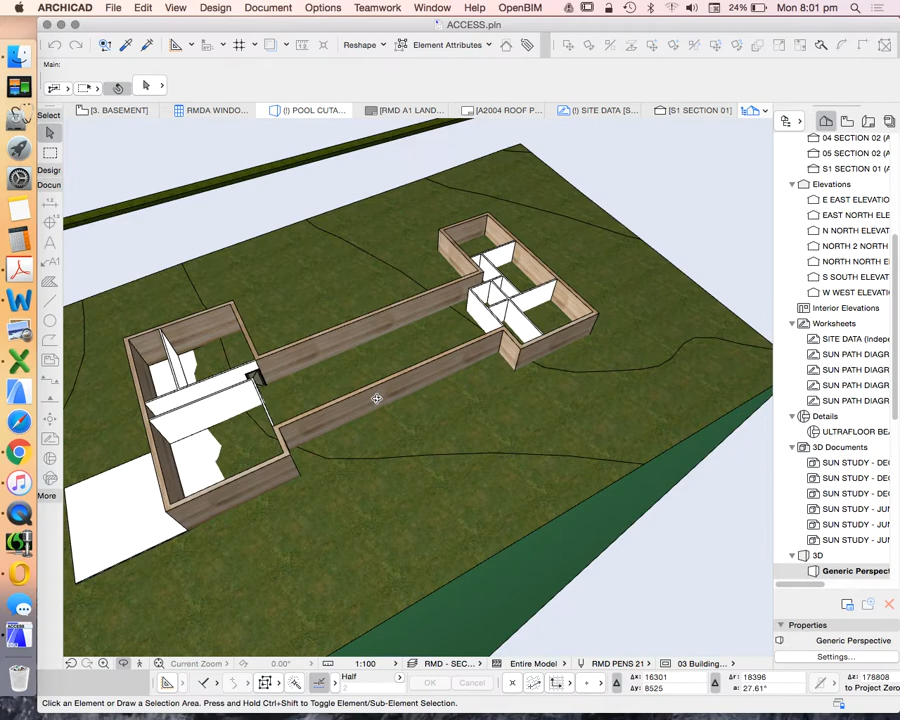 ARCHICAD File Edit View Design Document Options Teamwork Window Help OpenBIM 24% Mon 8:01 pm
ACCESS.pln
Reshape Element Attributes
Main:
[3. BASEMENT] RMDA WINDO... (!) POOL CUTA... [RMD A1 LAND... [A2004 ROOF P... (!) SITE DATA [S... [S1 SECTION 01]
Select
Design
Docun
More
04 SECTION 02 (A
05 SECTION 02 (A
S1 SECTION 01 (A
Elevations
E EAST ELEVATIO
EAST NORTH ELE
N NORTH ELEVAT
NORTH 2 NORTH
NORTH NORTH EL
S SOUTH ELEVAT
W WEST ELEVATI
Interior Elevations
Worksheets
SITE DATA (Indepe
SUN PATH DIAGR
SUN PATH DIAGR
SUN PATH DIAGR
SUN PATH DIAGR
Details
ULTRAFLOOR BEA
3D Documents
SUN STUDY - DEC
SUN STUDY - DEC
SUN STUDY - DEC
SUN STUDY - JUN
SUN STUDY - JUN
SUN STUDY - JUN
3D
Generic Perspect
Properties
Generic Perspective
Settings...
Current Zoom 0.00° 1:100 RMD - SEC... Entire Model RMD PENS 21 03 Building...
Half
2
OK Cancel
Δx: 16301
Δy: 8525
Δr: 18396
a: 27.61°
178808
to Project Zero
Click an Element or Draw a Selection Area. Press and Hold Ctrl+Shift to Toggle Element/Sub-Element Selection.